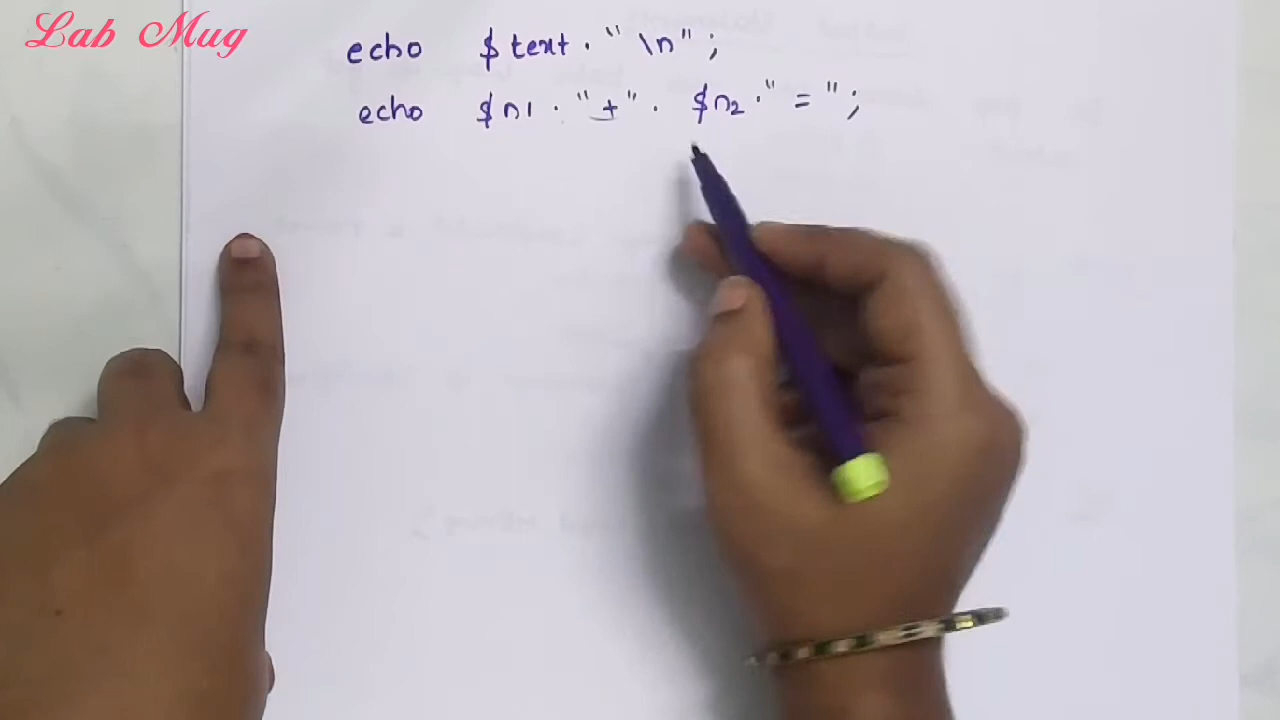 Lab Mug
echo $text . "\n";
echo $n1 . "+" . $n2 . " = ";